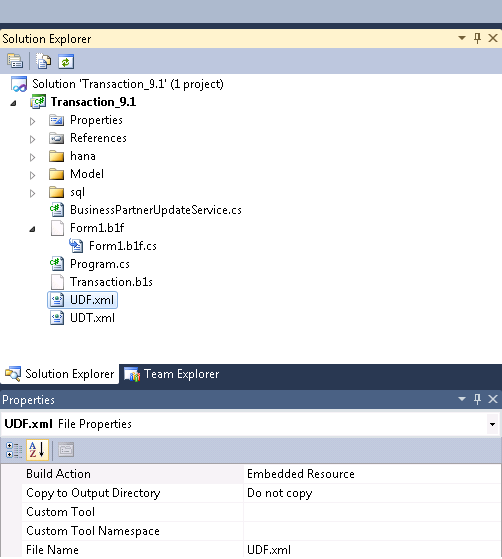 Solution Explorer
Solution 'Transaction_9.1' (1 project)
Transaction_9.1
Properties
References
hana
Model
sql
BusinessPartnerUpdateService.cs
Form1.b1f
Form1.b1f.cs
Program.cs
Transaction.b1s
UDF.xml
UDT.xml
Solution Explorer Team Explorer
Properties
UDF.xml File Properties
Build Action Embedded Resource
Copy to Output Directory Do not copy
Custom Tool
Custom Tool Namespace
File Name UDF.xml